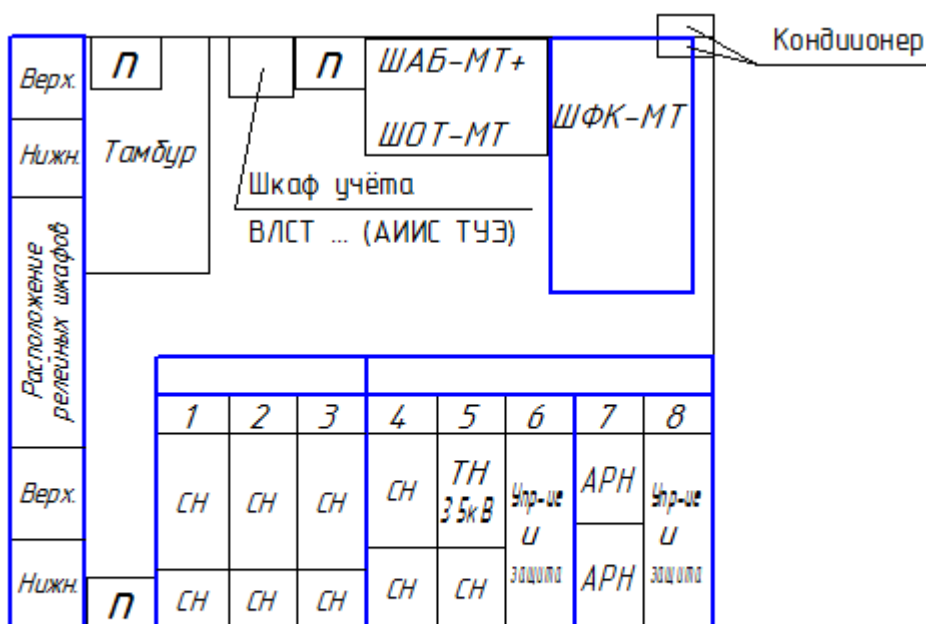 Верх.
П
П
ШАБ-МТ+
Кондиционер
Нижн.
Тамбур
ШОТ-МТ
ШФК-МТ
Шкаф учёта
ВЛСТ ... (АИИС ТУЭ)
Расположение
релейных шкафов
1 2 3 4 5 6 7 8
Верх.
СН СН СН СН
ТН
35кВ
Упр-ие
и
защита
АРН
Упр-ие
и
защита
Нижн.
П
СН СН СН СН СН
АРН